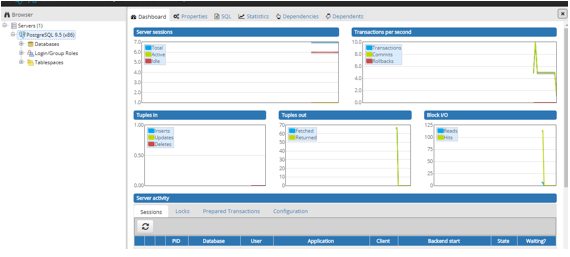 Browser
Dashboard Properties SQL Statistics Dependencies Dependents
Servers (1)
PostgreSQL 9.5 (x86)
Databases
Login/Group Roles
Tablespaces
Server sessions
7.0
6.0
5.0
4.0
3.0
2.0
1.0
Total
Active
Idle
Transactions per second
10.0
8.0
6.0
4.0
2.0
0.0
Transactions
Commits
Rollbacks
Tuples in
1.00
0.50
0.00
Inserts
Updates
Deletes
Tuples out
70
60
50
40
30
20
10
0
Fetched
Returned
Block I/O
125
100
75
50
25
0
Reads
Hits
Server activity
Sessions Locks Prepared Transactions Configuration
PID Database User Application Client Backend start State Waiting?